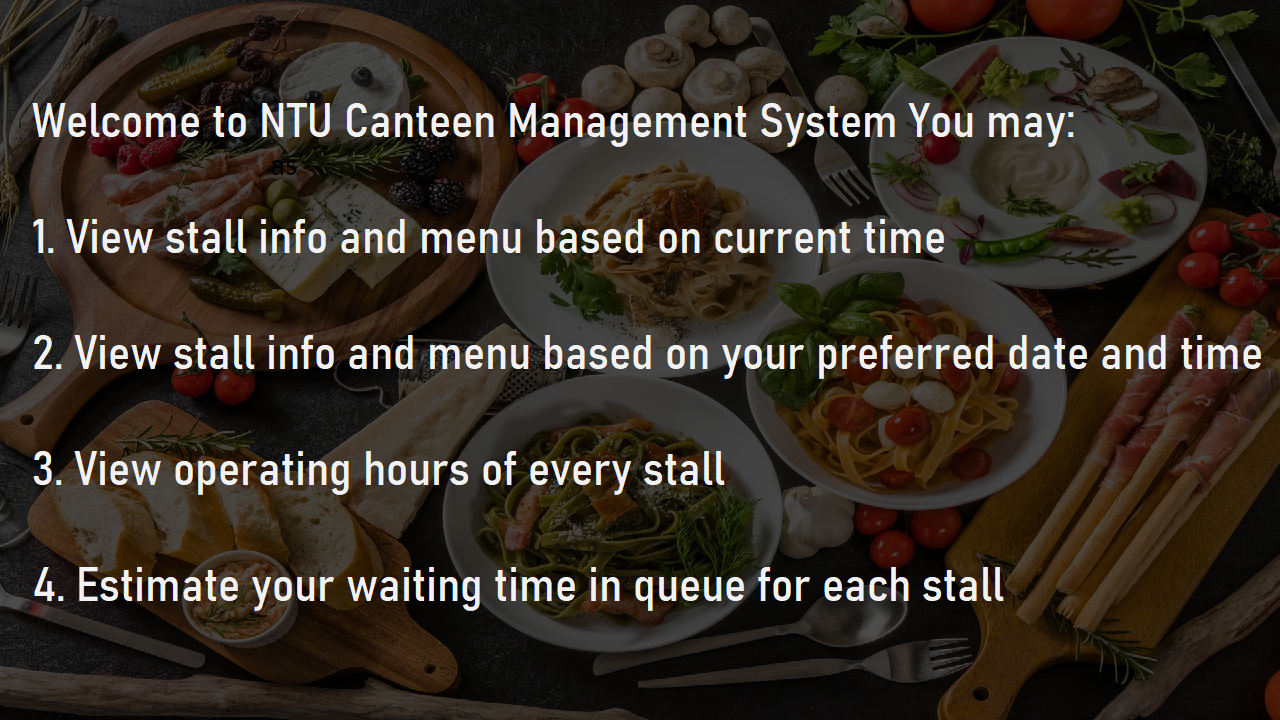 Welcome to NTU Canteen Management System You may:
as
1. View stall info and menu based on current time
2. View stall info and menu based on your preferred date and time
3. View operating hours of every stall
4. Estimate your waiting time in queue for each stall